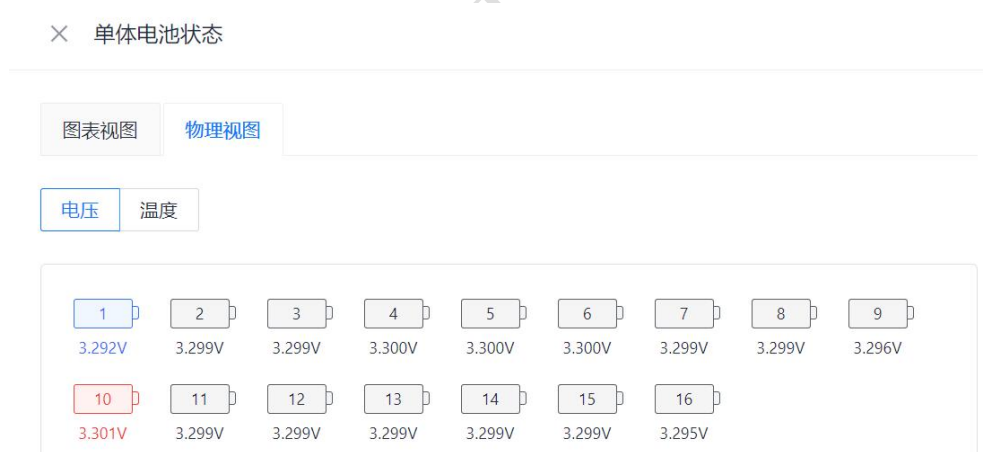 单体电池状态
图表视图 物理视图
电压 温度
1 2 3 4 5 6 7 8 9
3.292V 3.299V 3.299V 3.300V 3.300V 3.300V 3.299V 3.299V 3.296V
10 11 12 13 14 15 16
3.301V 3.299V 3.299V 3.299V 3.299V 3.299V 3.295V